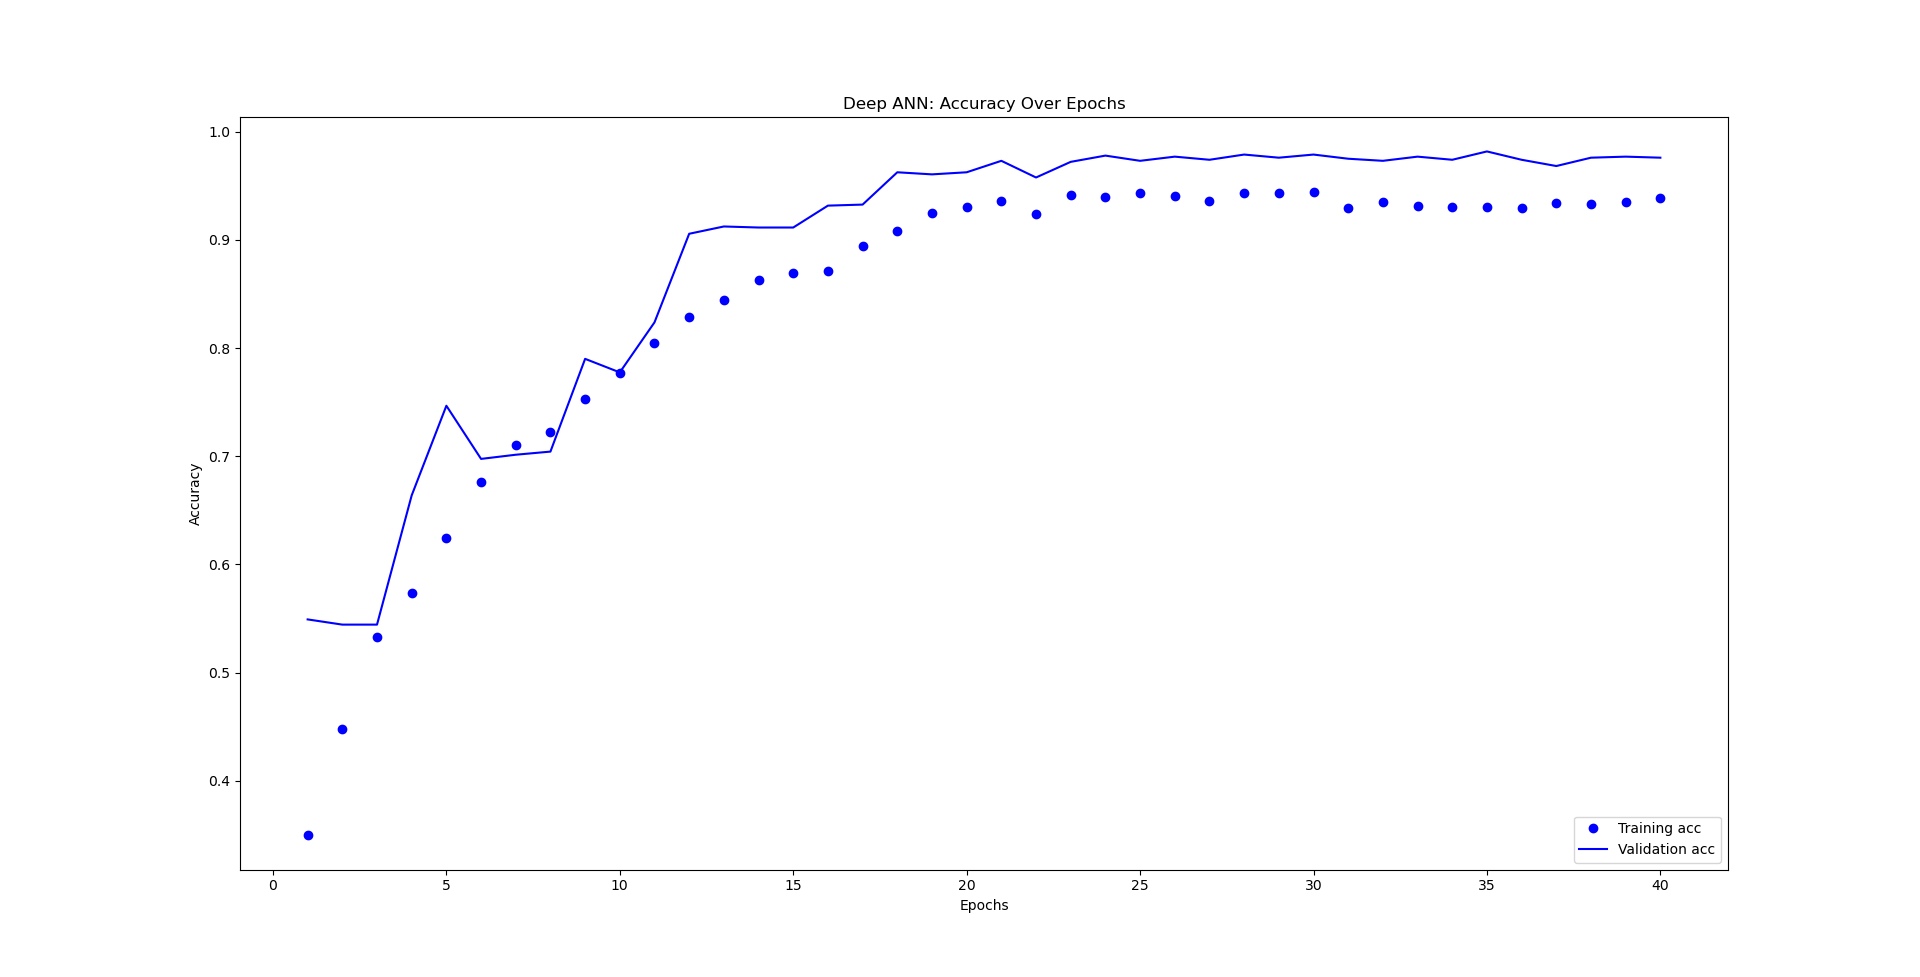 Deep ANN: Accuracy Over Epochs
1.0
0.9
0.8
0.7
0.6
0.5
0.4
Accuracy
0 5 10 15 20 25 30 35 40
Epochs
Training acc
Validation acc